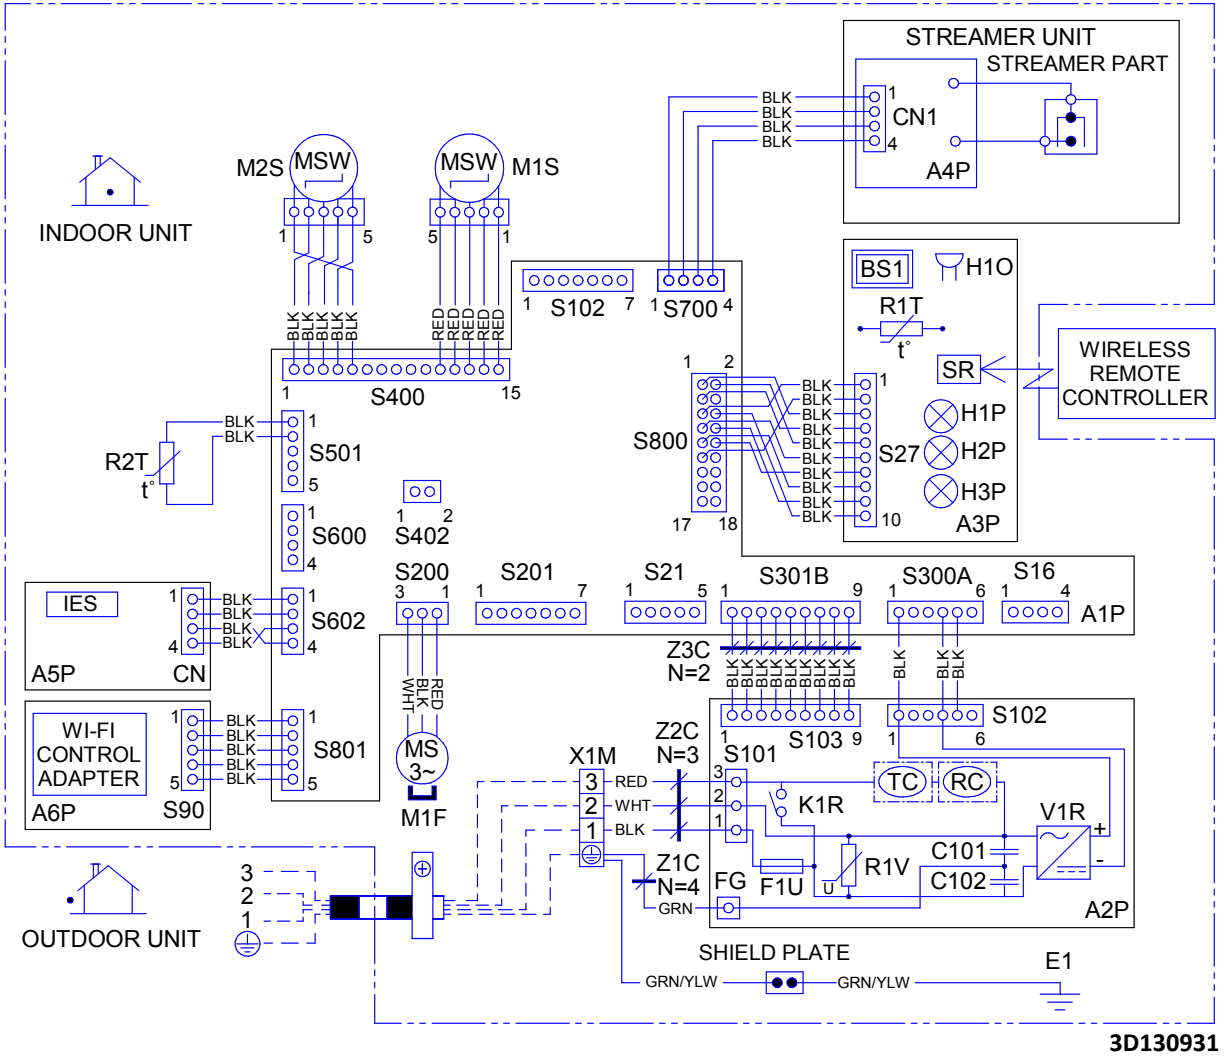 STREAMER UNIT
STREAMER PART
BLK
BLK
BLK
BLK
1
4
CN1
A4P
M2S
MSW
MSW
M1S
1
5
5
1
INDOOR UNIT
BLK
BLK
BLK
BLK
BLK
RED
RED
RED
RED
RED
1
S102
7
1
S700
4
BS1
H1O
R1T
t°
SR
WIRELESS
REMOTE
CONTROLLER
H1P
H2P
H3P
A3P
1
S400
15
1
2
S800
17
18
BLK
BLK
BLK
BLK
BLK
BLK
BLK
BLK
BLK
BLK
1
S27
10
R2T
t°
BLK
BLK
1
S501
5
1
S600
4
1
2
S402
S200
3
1
S201
1
7
S21
1
5
S301B
1
9
S300A
1
6
S16
1
4
A1P
IES
1
4
A5P
CN
BLK
BLK
BLK
BLK
1
S602
4
WI-FI
CONTROL
ADAPTER
A6P
1
5
S90
BLK
BLK
BLK
BLK
BLK
1
S801
5
WHT
BLK
RED
MS
3~
M1F
Z3C
N=2
BLK
BLK
BLK
BLK
BLK
BLK
BLK
BLK
BLK
BLK
BLK
BLK
1
S103
9
1
S102
6
X1M
3
2
1
RED
WHT
BLK
Z2C
N=3
S101
3
2
1
K1R
TC
RC
V1R
+
-
F1U
R1V
U
C101
C102
A2P
Z1C
N=4
GRN
FG
3
2
1
OUTDOOR UNIT
SHIELD PLATE
GRN/YLW
GRN/YLW
E1
3D130931